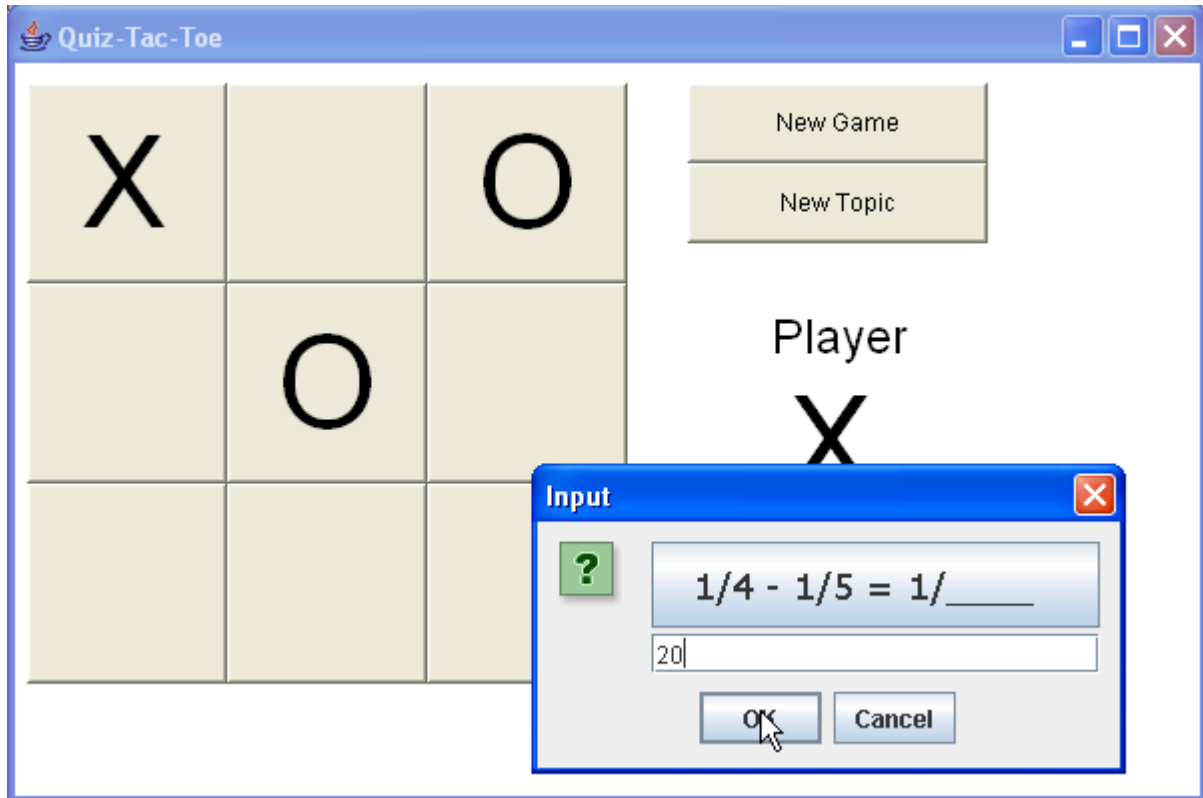 Quiz-Tac-Toe
X O
New Game
New Topic
O
Player
X
Input
?
1/4 - 1/5 = 1/____
20
OK Cancel